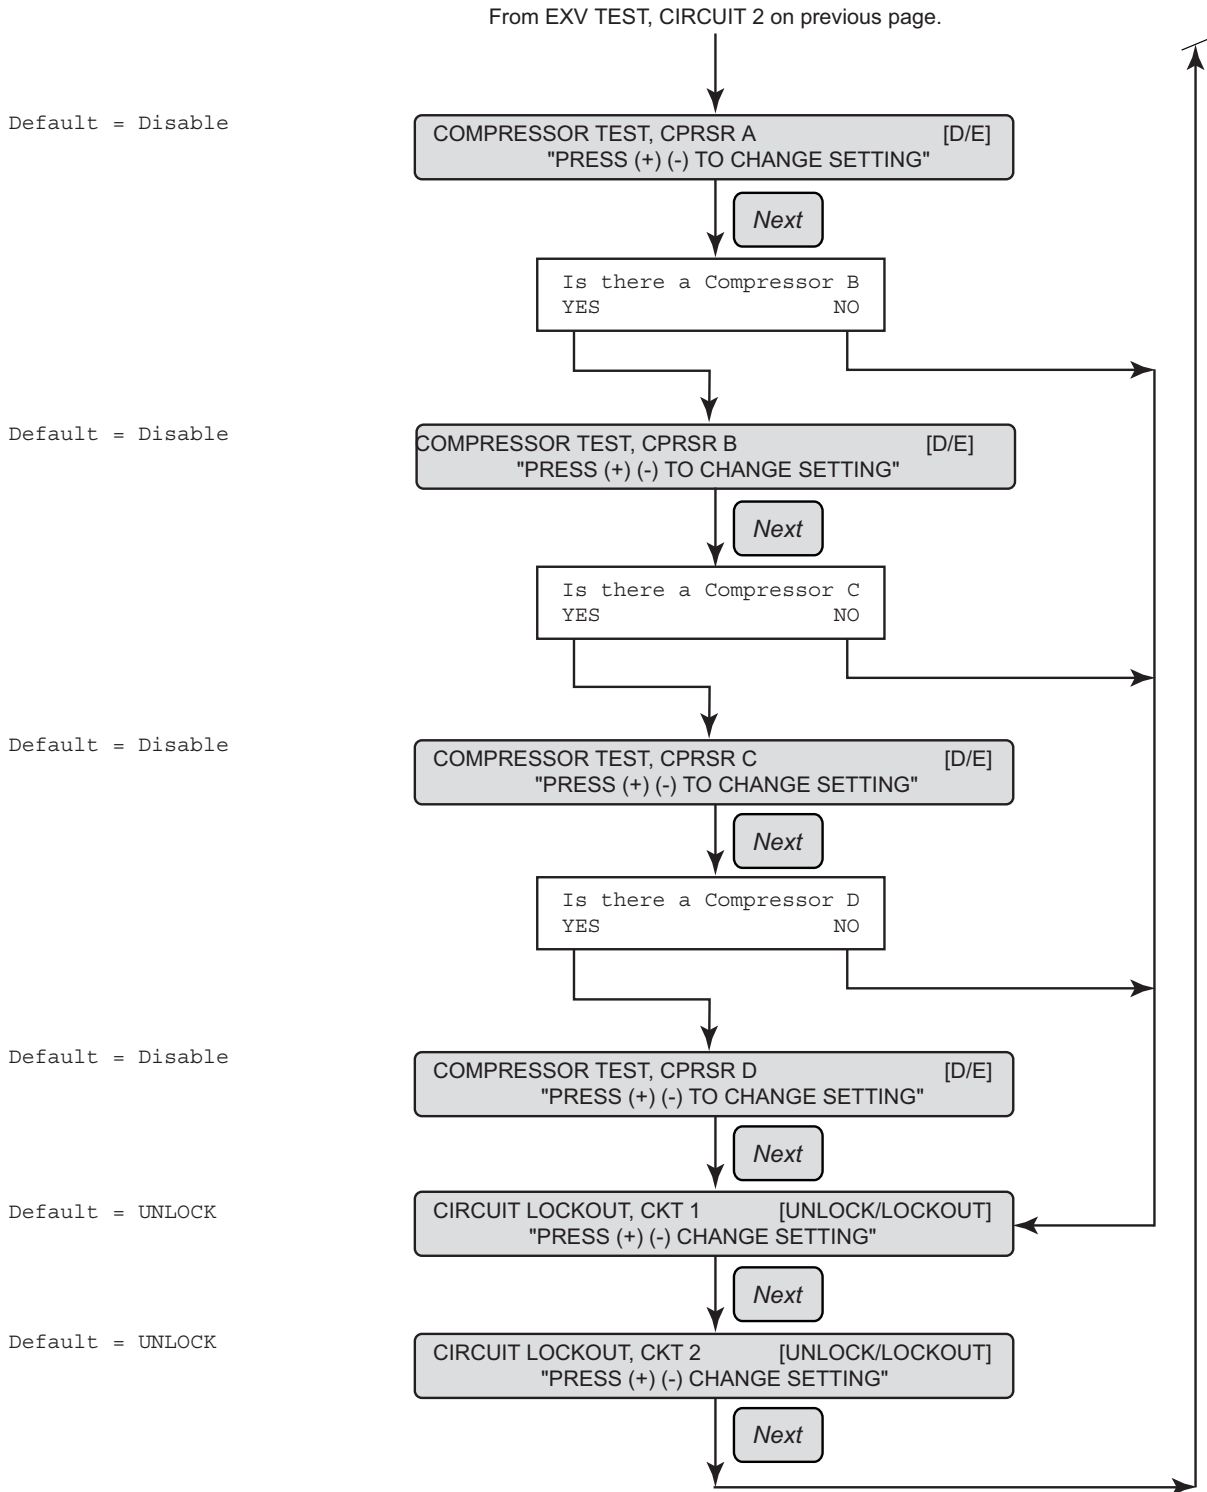 From EXV TEST, CIRCUIT 2 on previous page.
Default = Disable
COMPRESSOR TEST, CPRSR A [D/E]
"PRESS (+) (-) TO CHANGE SETTING"
Next
Is there a Compressor B
YES NO
Default = Disable
COMPRESSOR TEST, CPRSR B [D/E]
"PRESS (+) (-) TO CHANGE SETTING"
Next
Is there a Compressor C
YES NO
Default = Disable
COMPRESSOR TEST, CPRSR C [D/E]
"PRESS (+) (-) TO CHANGE SETTING"
Next
Is there a Compressor D
YES NO
Default = Disable
COMPRESSOR TEST, CPRSR D [D/E]
"PRESS (+) (-) TO CHANGE SETTING"
Next
Default = UNLOCK
CIRCUIT LOCKOUT, CKT 1 [UNLOCK/LOCKOUT]
"PRESS (+) (-) CHANGE SETTING"
Next
Default = UNLOCK
CIRCUIT LOCKOUT, CKT 2 [UNLOCK/LOCKOUT]
"PRESS (+) (-) CHANGE SETTING"
Next